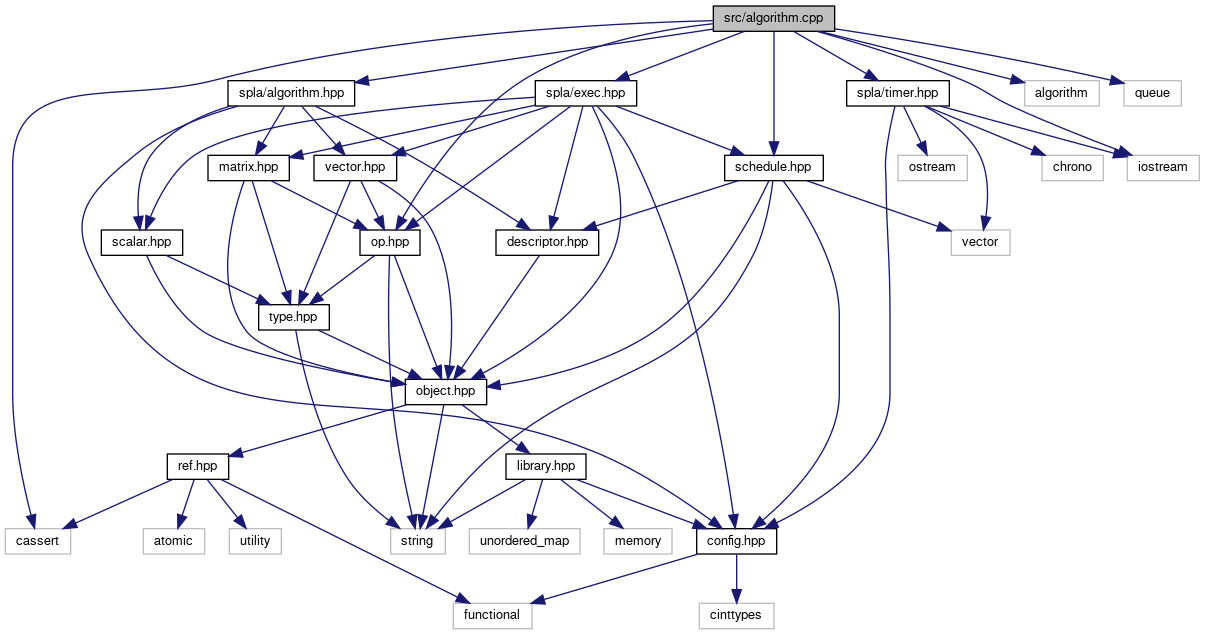 src/algorithm.cpp
spla/algorithm.hpp
spla/exec.hpp
spla/timer.hpp
algorithm
queue
matrix.hpp
vector.hpp
schedule.hpp
ostream
chrono
iostream
scalar.hpp
op.hpp
descriptor.hpp
vector
type.hpp
object.hpp
ref.hpp
library.hpp
cassert
atomic
utility
string
unordered_map
memory
config.hpp
functional
cinttypes